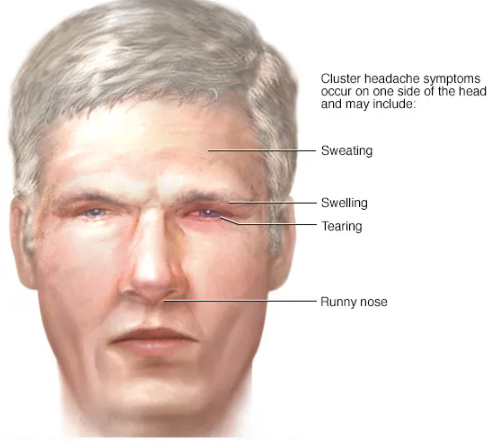 Cluster headache symptoms
occur on one side of the head
and may include:
Sweating
Swelling
Tearing
Runny nose